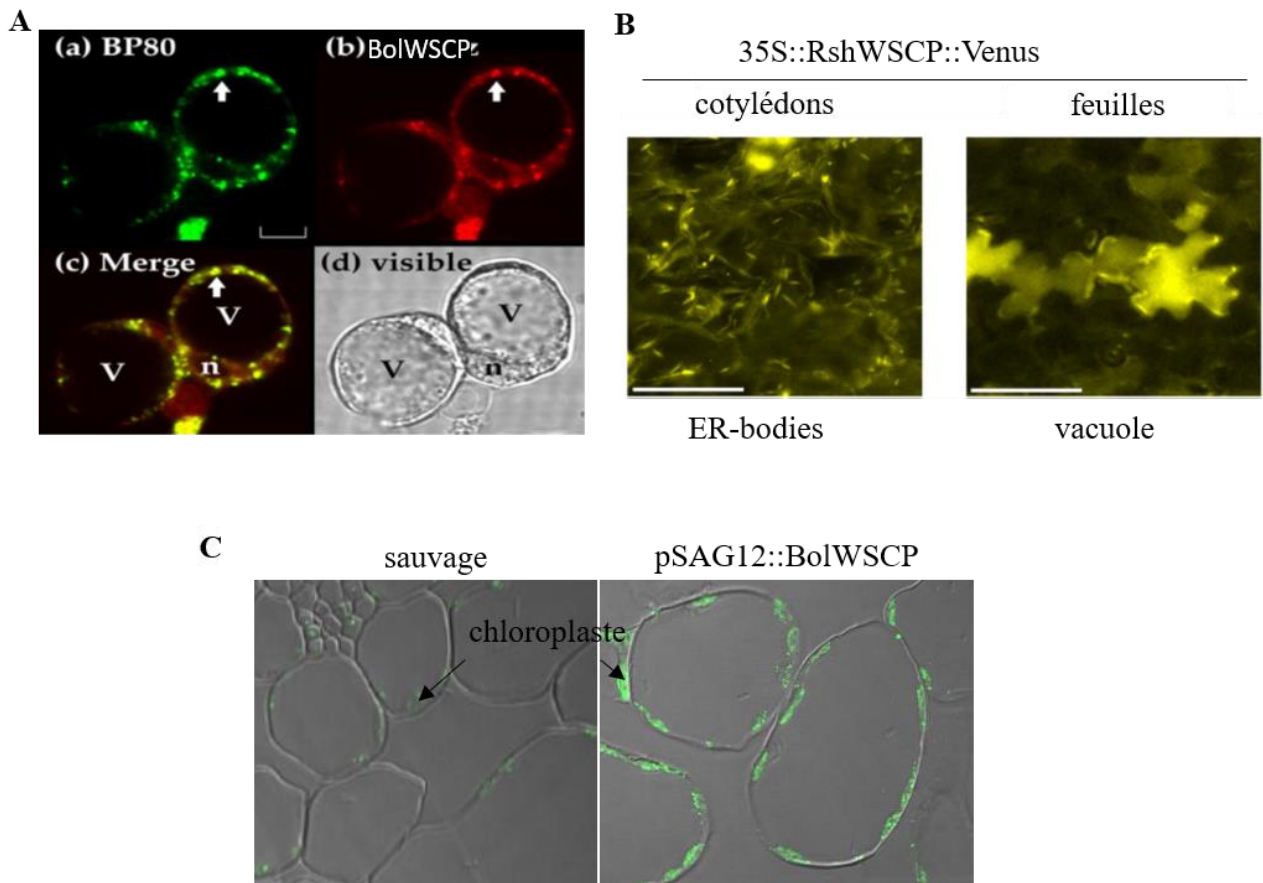 A
(a) BP80
(b) BolWSCP
(c) Merge
V
V
n
(d) visible
V
V
n
B
35S::RshWSCP::Venus
cotylédons
feuilles
ER-bodies
vacuole
C
sauvage
pSAG12::BolWSCP
chloroplaste